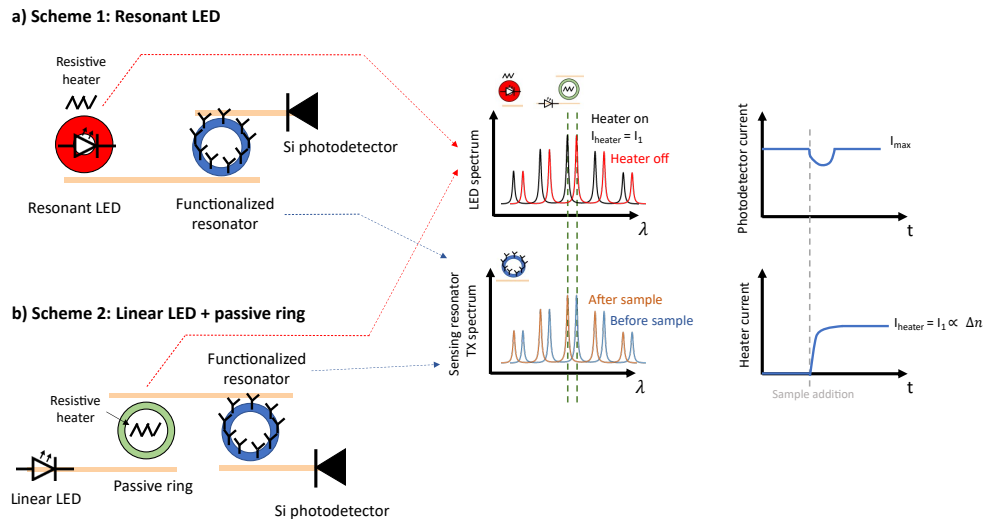 a) Scheme 1: Resonant LED
Resistive
heater
Si photodetector
Resonant LED
Functionalized
resonator
b) Scheme 2: Linear LED + passive ring
Functionalized
resonator
Resistive
heater
Linear LED
Passive ring
Si photodetector
LED spectrum
Heater on
I_heater = I_1
Heater off
λ
Sensing resonator
TX spectrum
After sample
Before sample
λ
Photodetector current
I_max
t
Heater current
I_heater = I_1 ∝ Δn
Sample addition
t